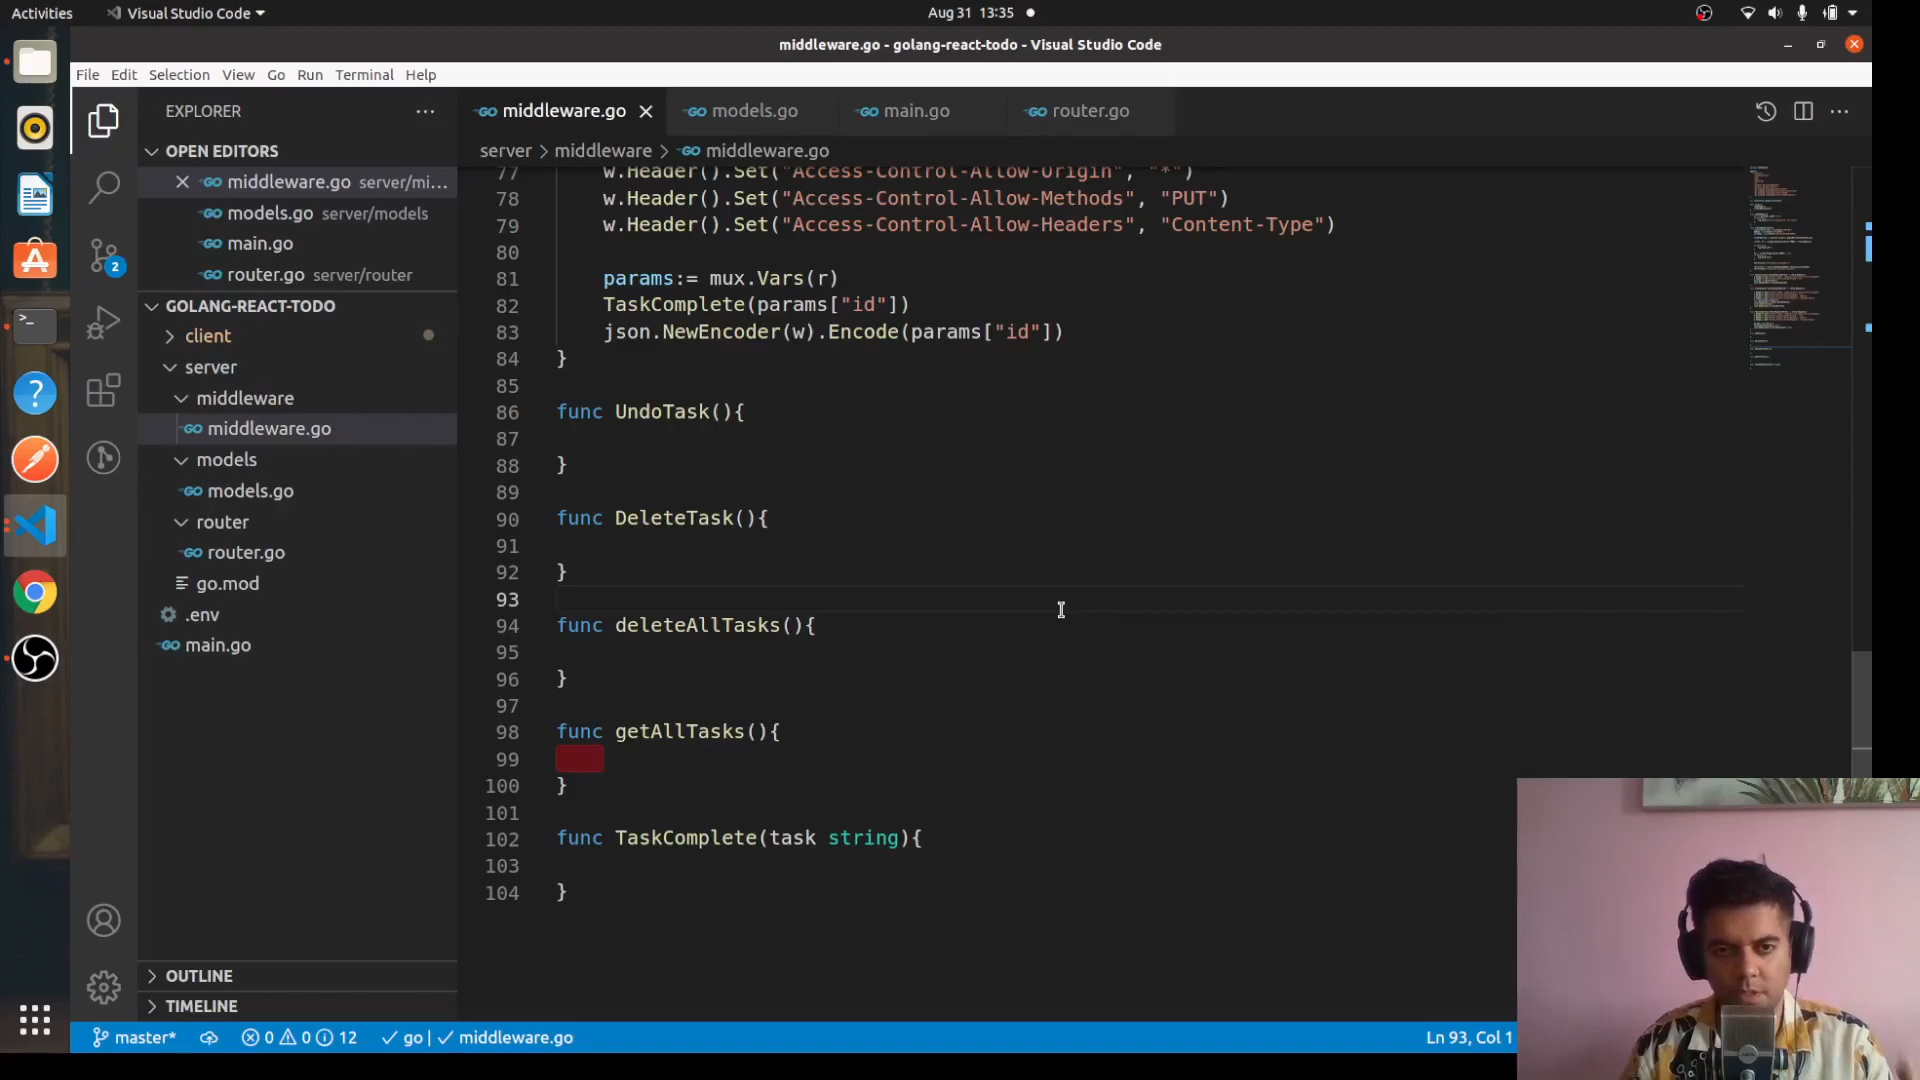 Activities
Visual Studio Code
Aug 31 13:35
middleware.go - golang-react-todo - Visual Studio Code
File Edit Selection View Go Run Terminal Help
EXPLORER
middleware.go
models.go
main.go
router.go
OPEN EDITORS
middleware.go server/mi...
models.go server/models
main.go
router.go server/router
GOLANG-REACT-TODO
client
server
middleware
middleware.go
models
models.go
router
router.go
go.mod
.env
main.go
OUTLINE
TIMELINE
2
server > middleware > middleware.go
77 w.Header().Set("Access-Control-Allow-Origin", "*")
78 w.Header().Set("Access-Control-Allow-Methods", "PUT")
79 w.Header().Set("Access-Control-Allow-Headers", "Content-Type")
80
81 params:= mux.Vars(r)
82 TaskComplete(params["id"])
83 json.NewEncoder(w).Encode(params["id"])
84 }
85
86 func UndoTask(){
87
88 }
89
90 func DeleteTask(){
91
92 }
93
94 func deleteAllTasks(){
95
96 }
97
98 func getAllTasks(){
99
100 }
101
102 func TaskComplete(task string){
103
104 }
master* 0 0 12 go | middleware.go
Ln 93, Col 1